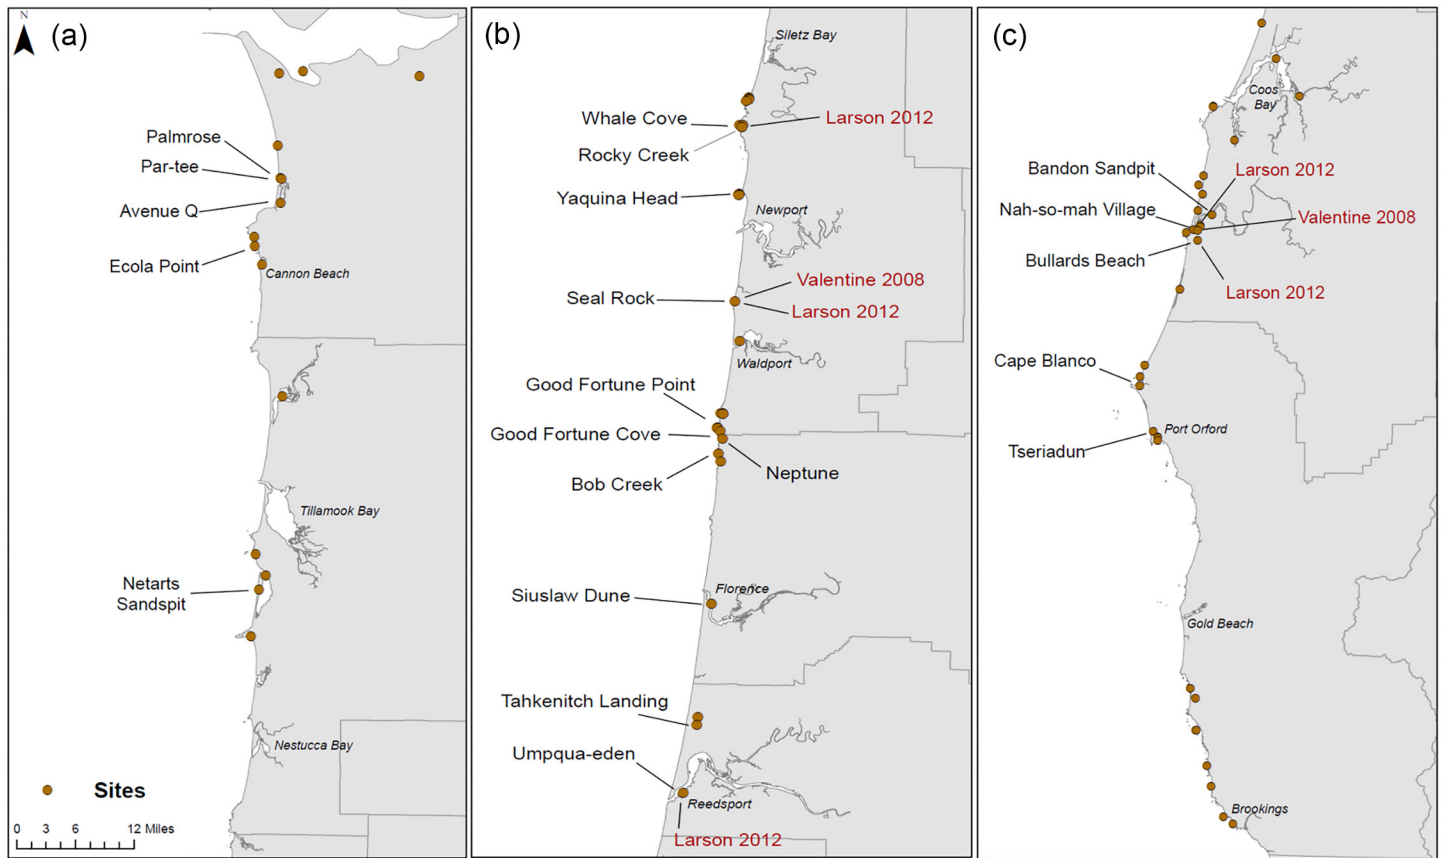 N
(a)
Palmrose
Par-tee
Avenue Q
Ecola Point
Cannon Beach
Tillamook Bay
Netarts
Sandspit
Nestucca Bay
Sites
0 3 6 12 Miles
(b)
Siletz Bay
Whale Cove
Larson 2012
Rocky Creek
Yaquina Head
Newport
Valentine 2008
Seal Rock
Larson 2012
Waldport
Good Fortune Point
Good Fortune Cove
Neptune
Bob Creek
Florence
Siuslaw Dune
Tahkenitch Landing
Umpqua-eden
Reedsport
Larson 2012
(c)
Coos
Bay
Bandon Sandpit
Larson 2012
Nah-so-mah Village
Valentine 2008
Bullards Beach
Larson 2012
Cape Blanco
Port Orford
Tseriadun
Gold Beach
Brookings